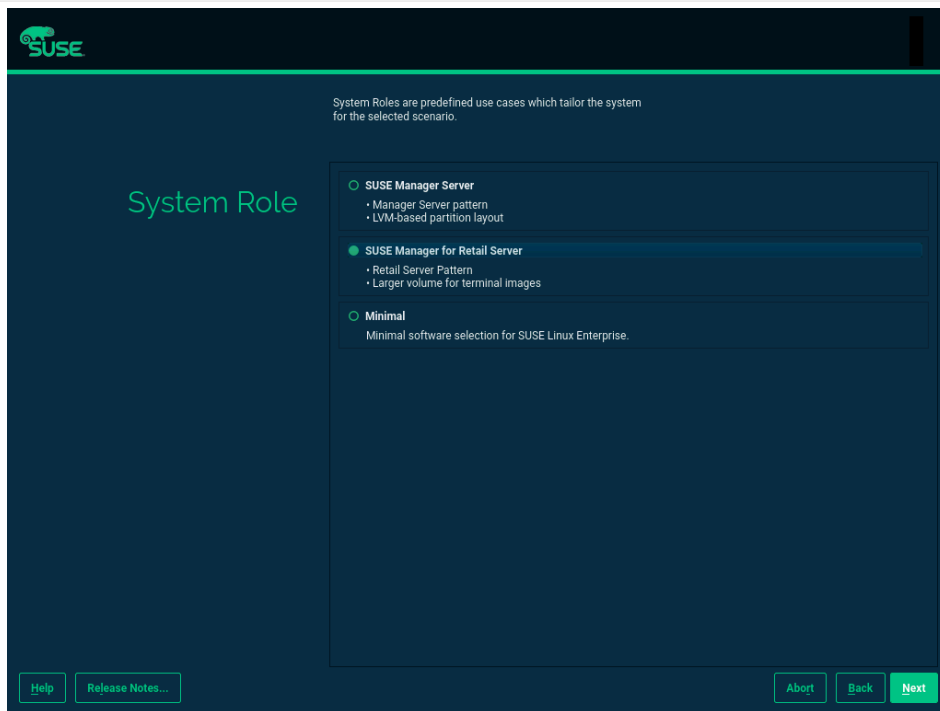 SUSE
System Roles are predefined use cases which tailor the system
for the selected scenario.
System Role
SUSE Manager Server
• Manager Server pattern
• LVM-based partition layout
SUSE Manager for Retail Server
• Retail Server Pattern
• Larger volume for terminal images
Minimal
Minimal software selection for SUSE Linux Enterprise.
Help
Release Notes...
Abort
Back
Next